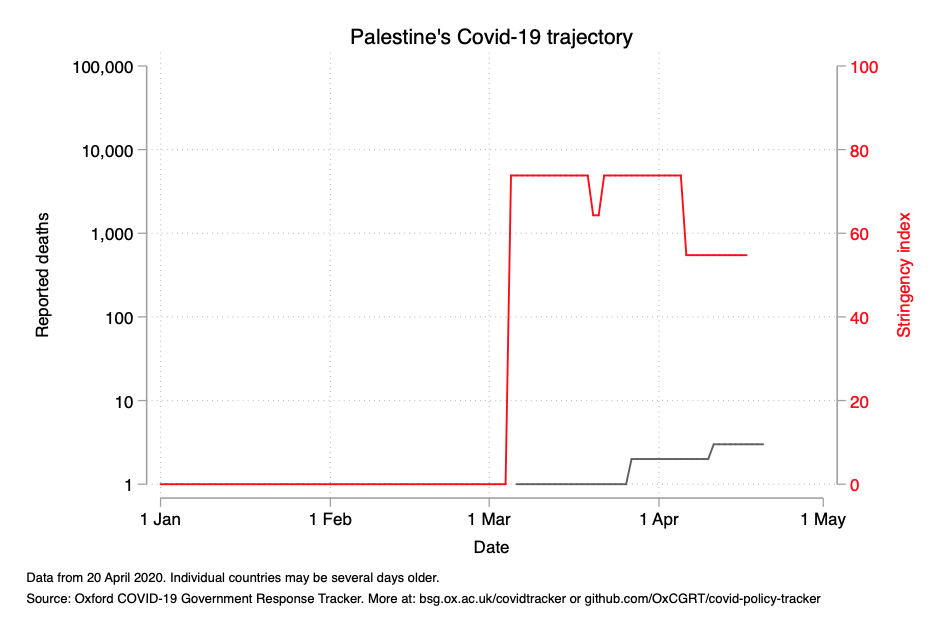 Palestine's Covid-19 trajectory
100,000
10,000
1,000
100
10
1
Reported deaths
100
80
60
40
20
0
Stringency index
1 Jan
1 Feb
1 Mar
1 Apr
1 May
Date
Data from 20 April 2020. Individual countries may be several days older.
Source: Oxford COVID-19 Government Response Tracker. More at: bsg.ox.ac.uk/covidtracker or github.com/OxCGRT/covid-policy-tracker